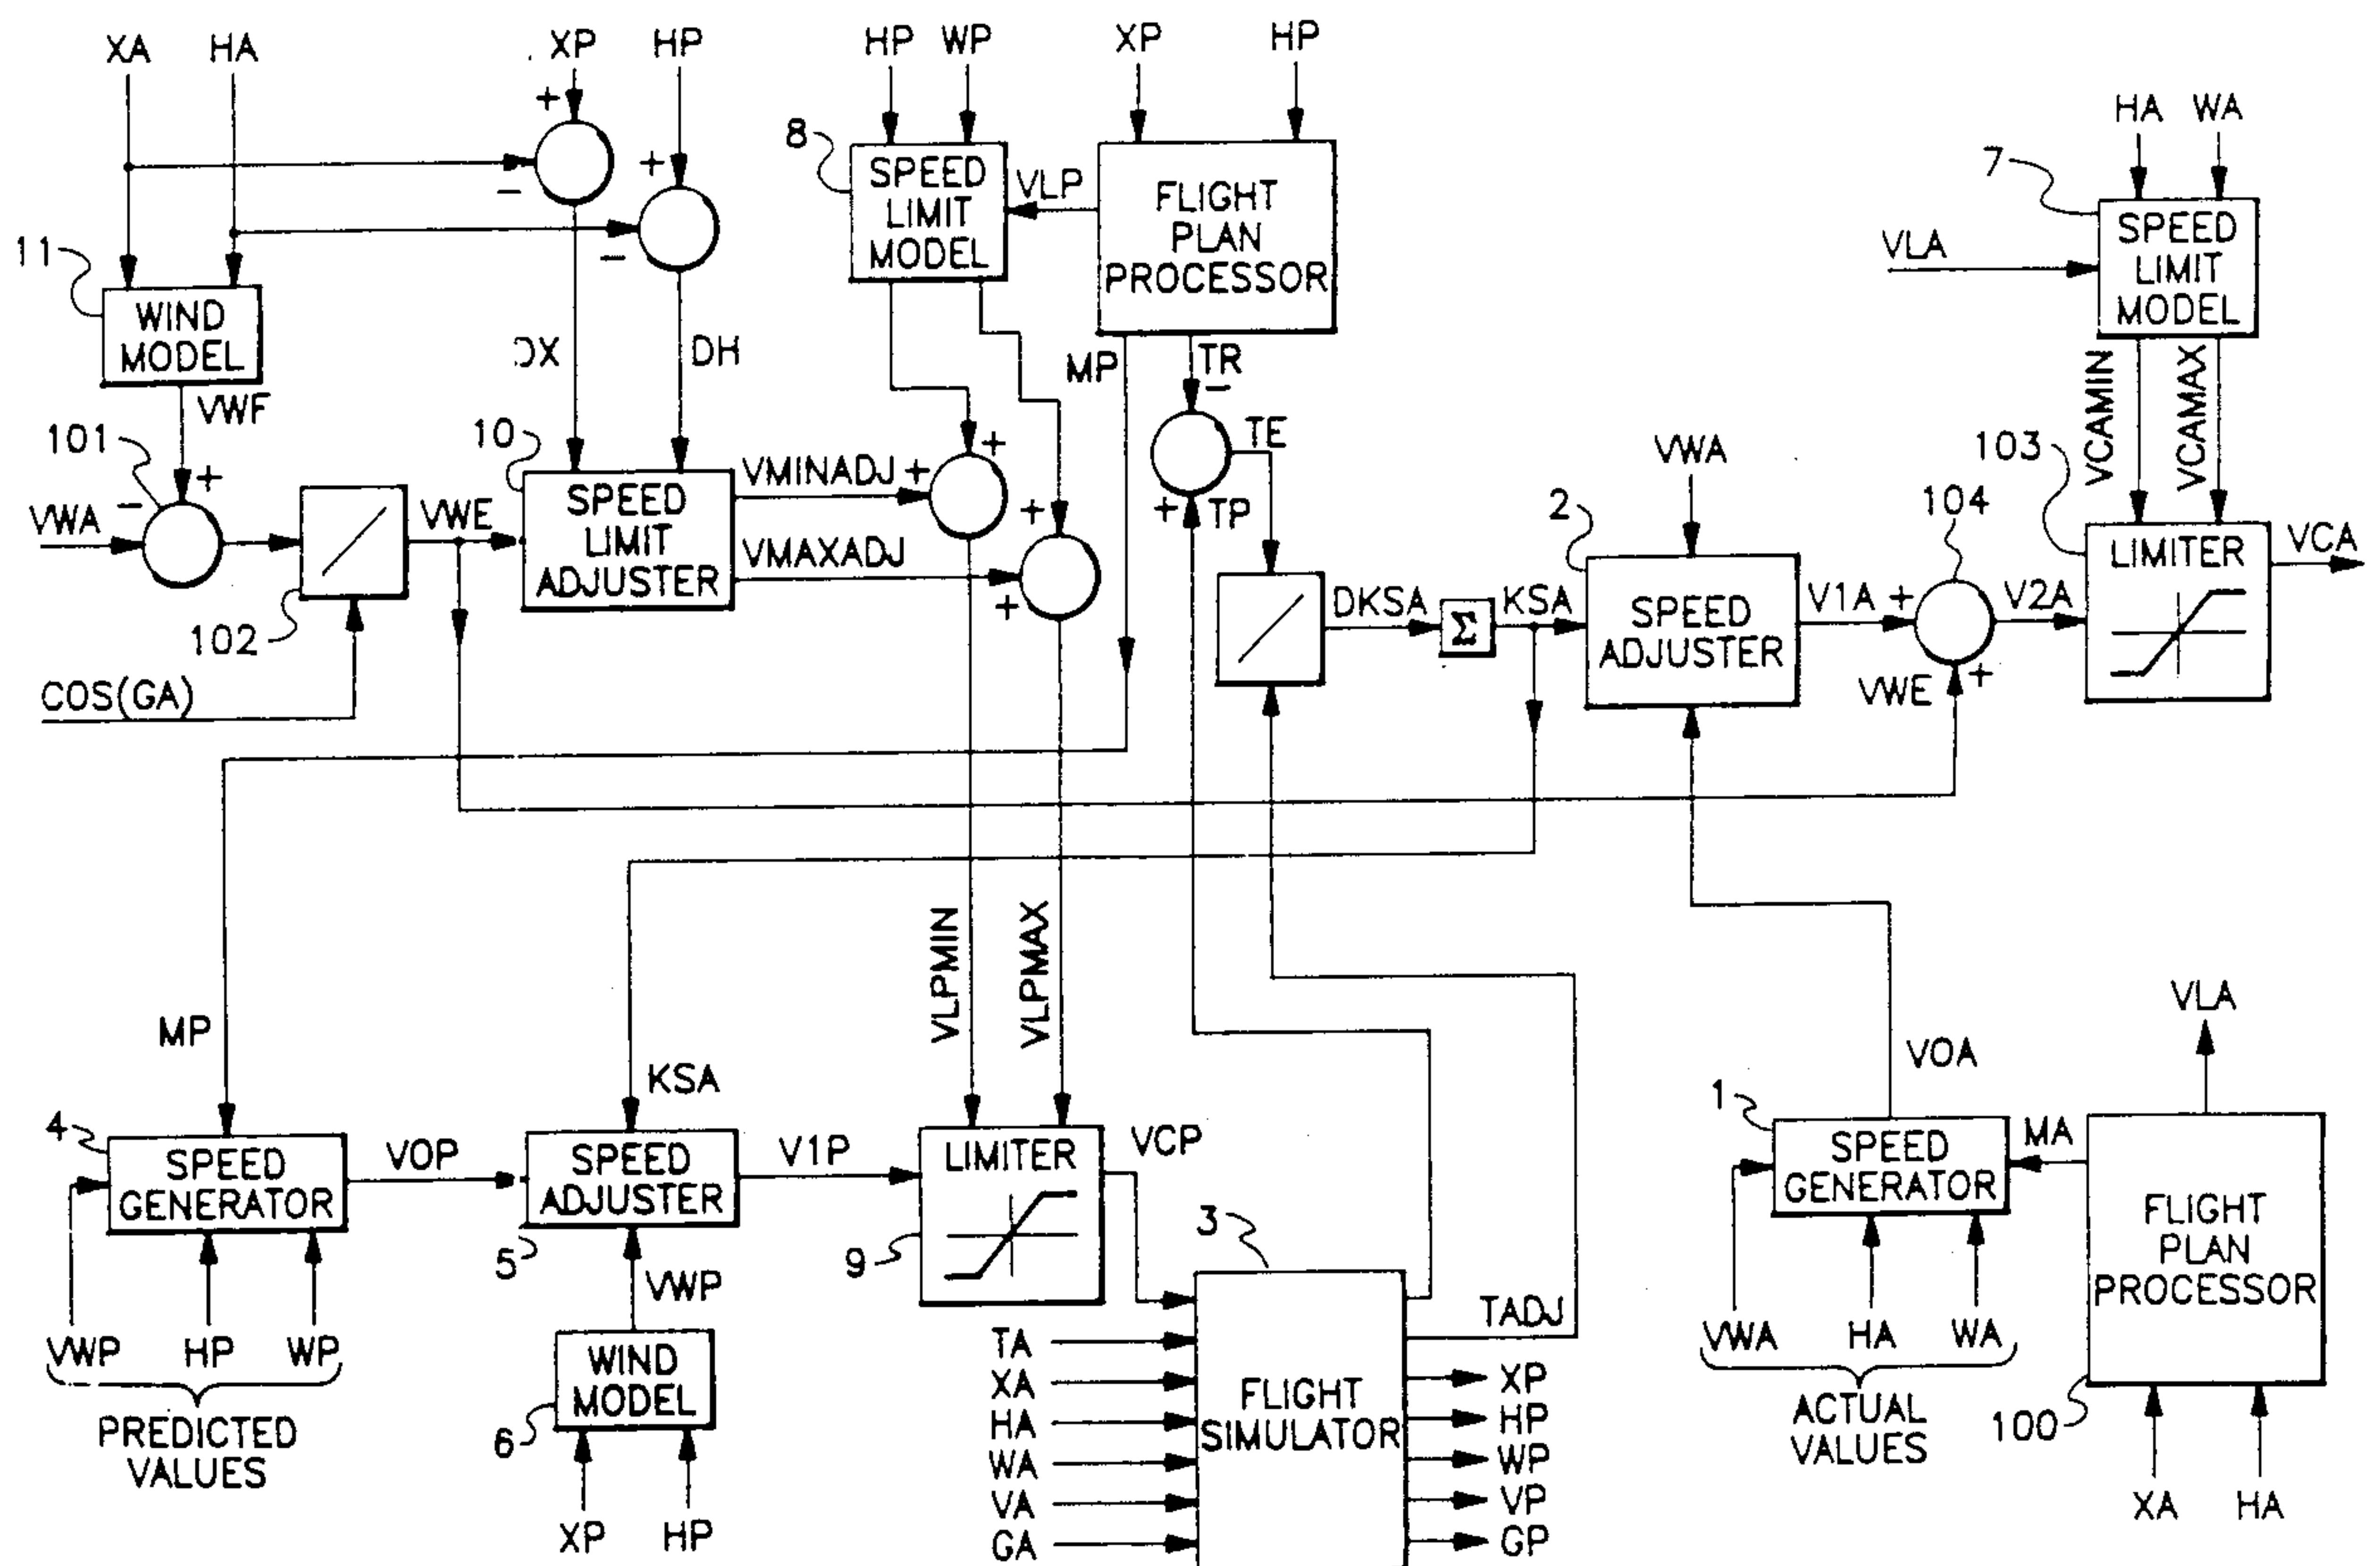 XA HA XP HP HP WP XP HP
HA WA
+
+
-
-
8
SPEED
LIMIT
MODEL
VLP
FLIGHT
PLAN
PROCESSOR
7
VLA
SPEED
LIMIT
MODEL
11
WIND
MODEL
VWF
DH
MP
TR
-
VCAMIN
VCAMAX
101
+
-
VWA
VWE
10
SPEED
LIMIT
ADJUSTER
VMINADJ +
+
VMAXADJ
+
+
TE
+
TP
VWA
2
104
103
LIMITER
VCA
102
COS(GA)
DKSA
Σ
KSA
SPEED
ADJUSTER
V1A +
V2A
VWE
+
MP
KSA
VLPMIN
VLPMAX
VLA
VOA
4
SPEED
GENERATOR
VOP
SPEED
ADJUSTER
5
V1P
LIMITER
9
VCP
3
1
SPEED
GENERATOR
MA
FLIGHT
PLAN
PROCESSOR
VWP HP WP
PREDICTED
VALUES
VWP
WIND
MODEL
6
XP HP
TA
XA
HA
WA
VA
GA
FLIGHT
SIMULATOR
TADJ
XP
HP
WP
VP
GP
VWA HA WA
ACTUAL
VALUES
100
XA HA